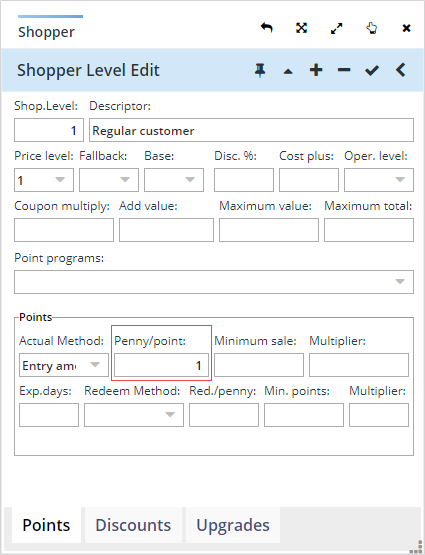 Shopper
Shopper Level Edit
Shop.Level: Descriptor:
1 Regular customer
Price level: Fallback: Base: Disc. %: Cost plus: Oper. level:
1
Coupon multiply: Add value: Maximum value: Maximum total:
Point programs:
Points
Actual Method: Penny/point: Minimum sale: Multiplier:
Entry am 1
Exp.days: Redeem Method: Red./penny: Min. points: Multiplier:
Points Discounts Upgrades